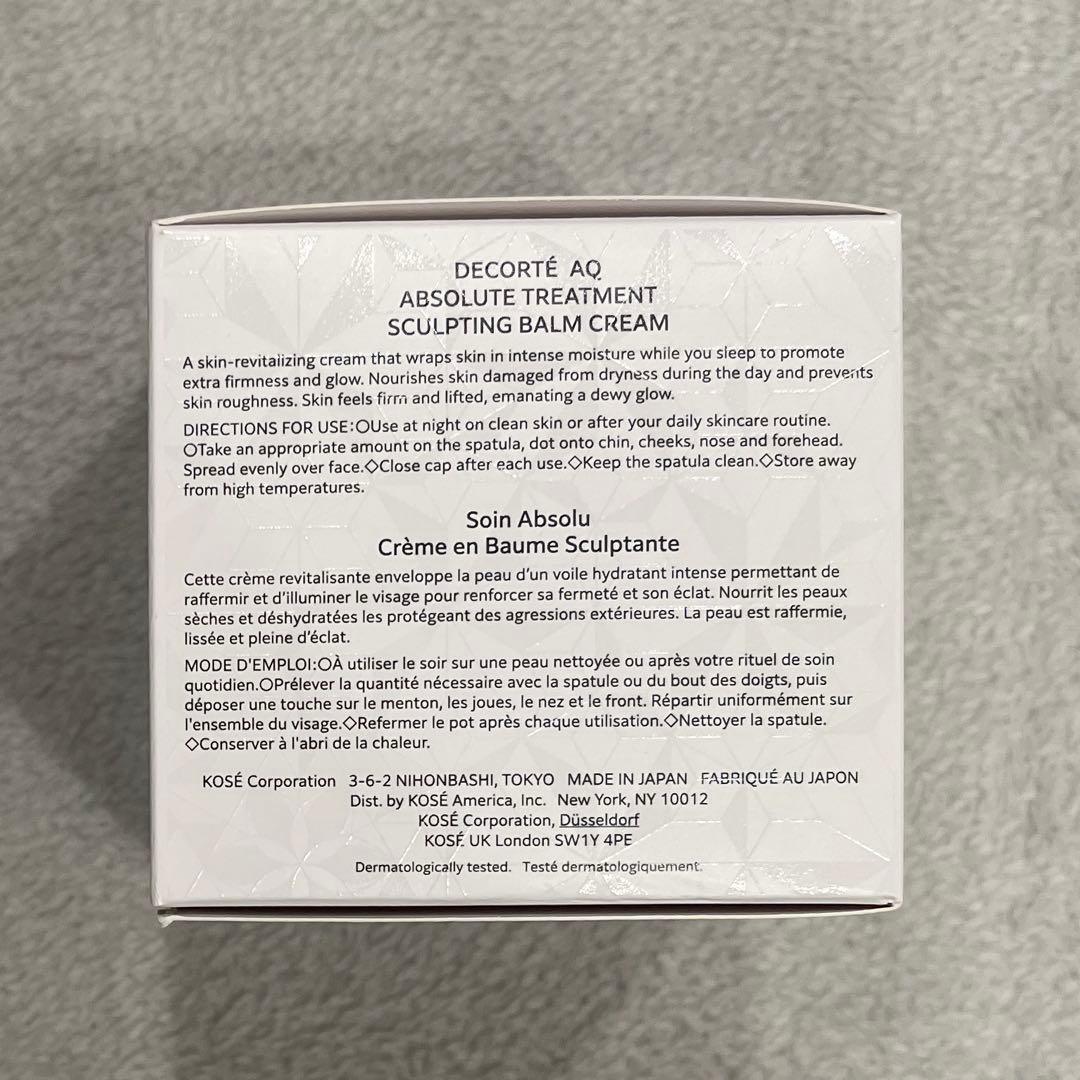 DECORTÉ AQ
ABSOLUTE TREATMENT
SCULPTING BALM CREAM
A skin-revitalizing cream that wraps skin in intense moisture while you sleep to promote
extra firmness and glow. Nourishes skin damaged from dryness during the day and prevents
skin roughness. Skin feels firm and lifted, emanating a dewy glow.
DIRECTIONS FOR USE:○Use at night on clean skin or after your daily skincare routine.
○Take an appropriate amount on the spatula, dot onto chin, cheeks, nose and forehead.
Spread evenly over face.◇Close cap after each use.◇Keep the spatula clean.◇Store away
from high temperatures.
Soin Absolu
Crème en Baume Sculptante
Cette crème revitalisante enveloppe la peau d'un voile hydratant intense permettant de
raffermir et d'illuminer le visage pour renforcer sa fermeté et son éclat. Nourrit les peaux
sèches et déshydratées les protégeant des agressions extérieures. La peau est raffermie,
lissée et pleine d'éclat.
MODE D'EMPLOI:○À utiliser le soir sur une peau nettoyée ou après votre rituel de soin
quotidien.○Prélever la quantité nécessaire avec la spatule ou du bout des doigts, puis
déposer une touche sur le menton, les joues, le nez et le front. Répartir uniformément sur
l'ensemble du visage.◇Refermer le pot après chaque utilisation.◇Nettoyer la spatule.
◇Conserver à l'abri de la chaleur.
KOSÉ Corporation 3-6-2 NIHONBASHI, TOKYO MADE IN JAPAN FABRIQUÉ AU JAPON
Dist. by KOSÉ America, Inc. New York, NY 10012
KOSÉ Corporation, Düsseldorf
KOSÉ UK London SW1Y 4PE
Dermatologically tested. Testé dermatologiquement.